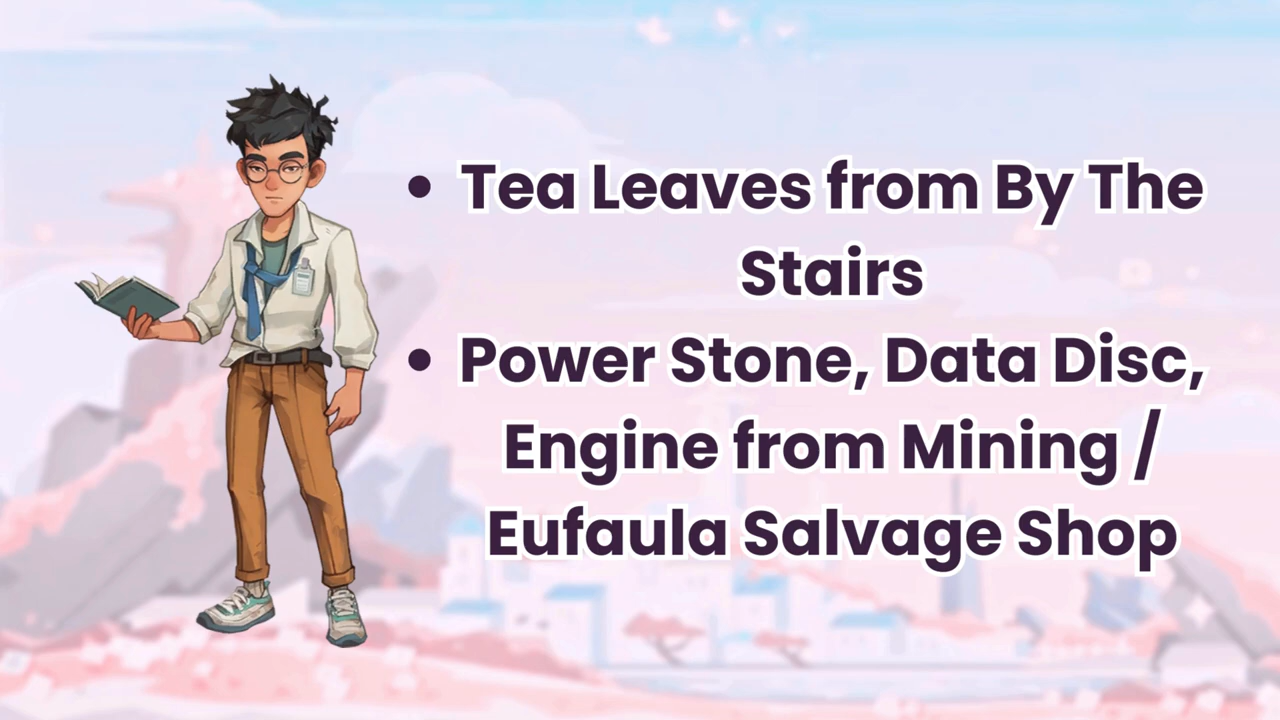 • Tea Leaves from By The
Stairs
• Power Stone, Data Disc,
Engine from Mining /
Eufaula Salvage Shop